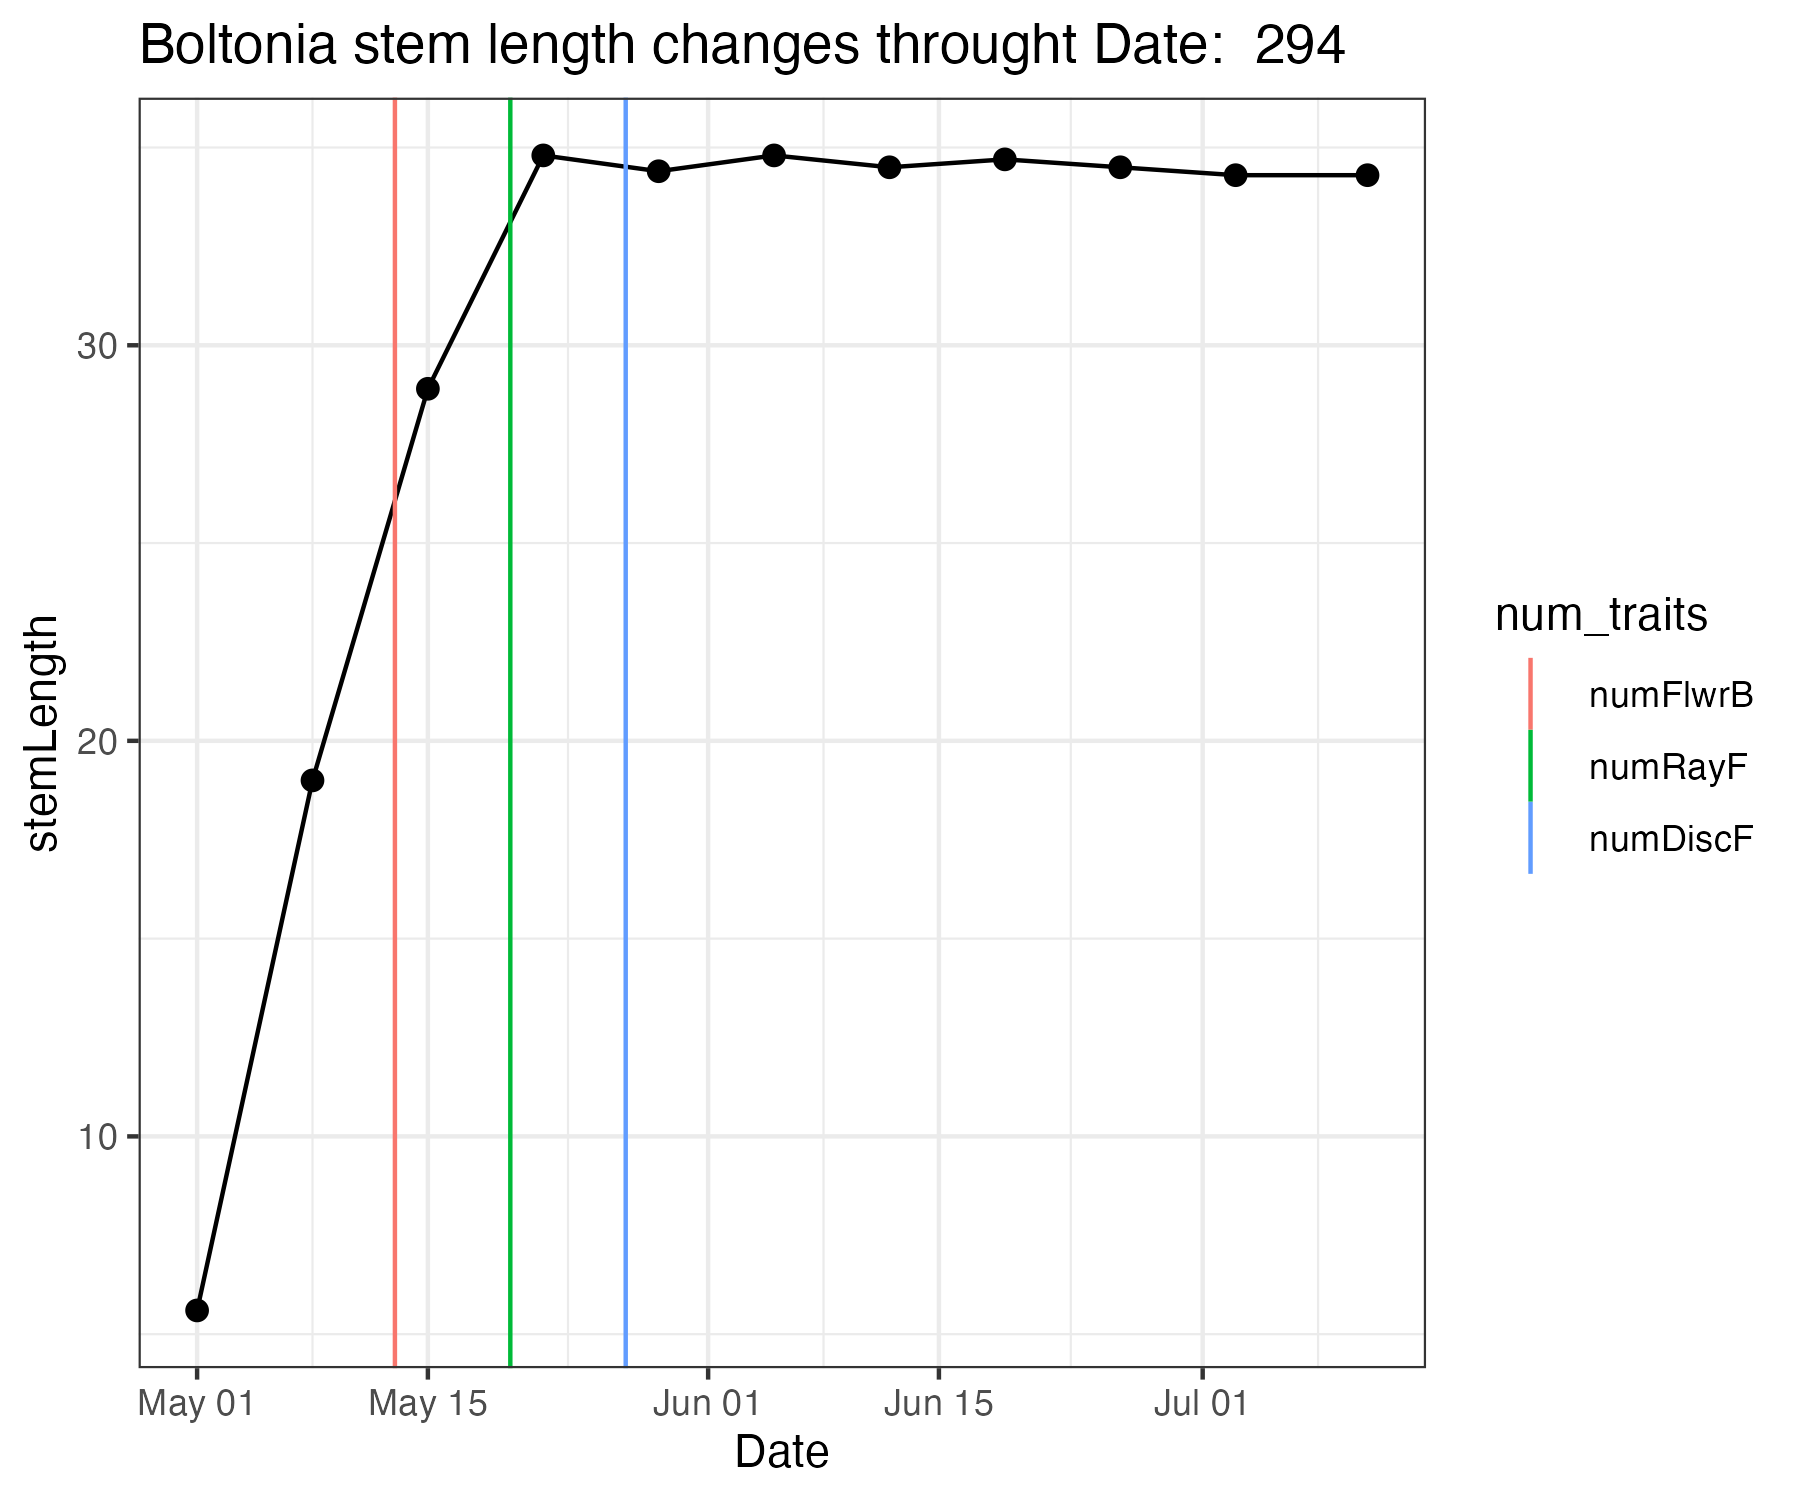 Boltonia stem length changes throught Date:  294
stemLength
30
20
10
May 01
May 15
Jun 01
Jun 15
Jul 01
Date
num_traits
numFlwrB
numRayF
numDiscF